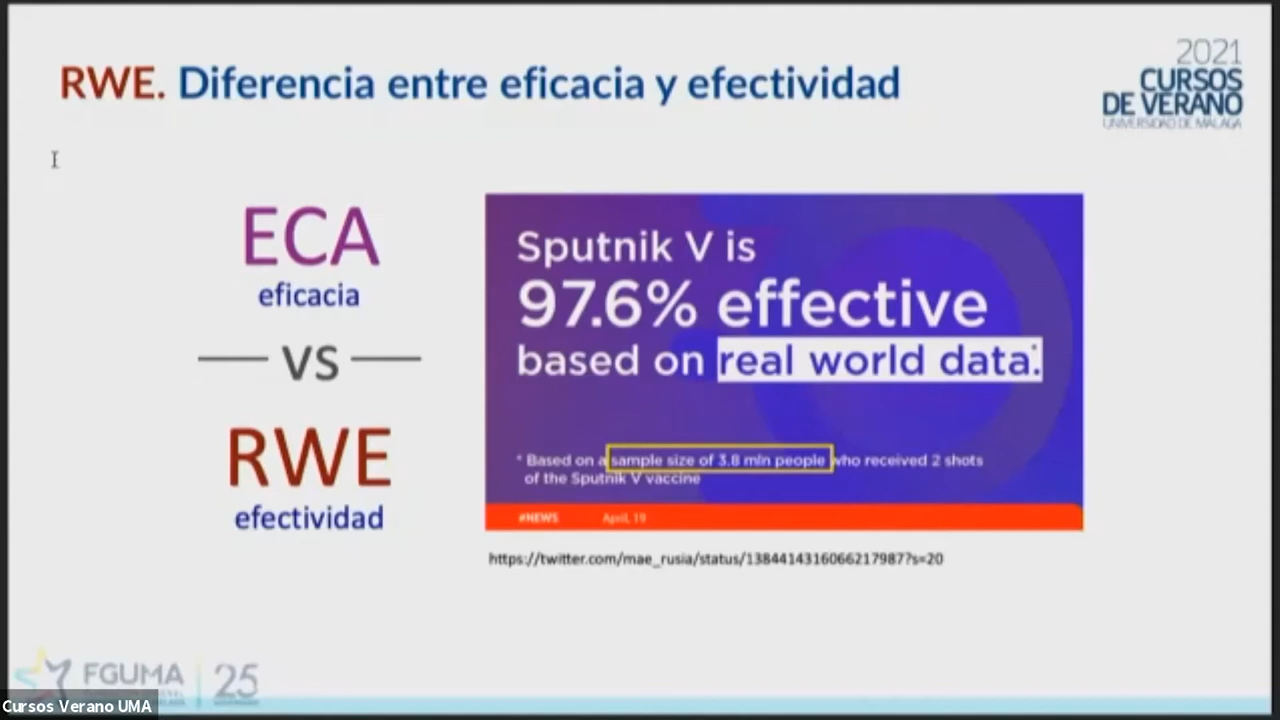 RWE. Diferencia entre eficacia y efectividad
2021
CURSOS
DE VERANO
UNIVERSIDAD DE MÁLAGA
ECA
eficacia
VS
RWE
efectividad
Sputnik V is
97.6% effective
based on real world data.*
* Based on a sample size of 3.8 mln people who received 2 shots
of the Sputnik V vaccine
#NEWS April, 19
https://twitter.com/mae_rusia/status/1384414316066217987?s=20
FGUMA 25
Cursos Verano UMA